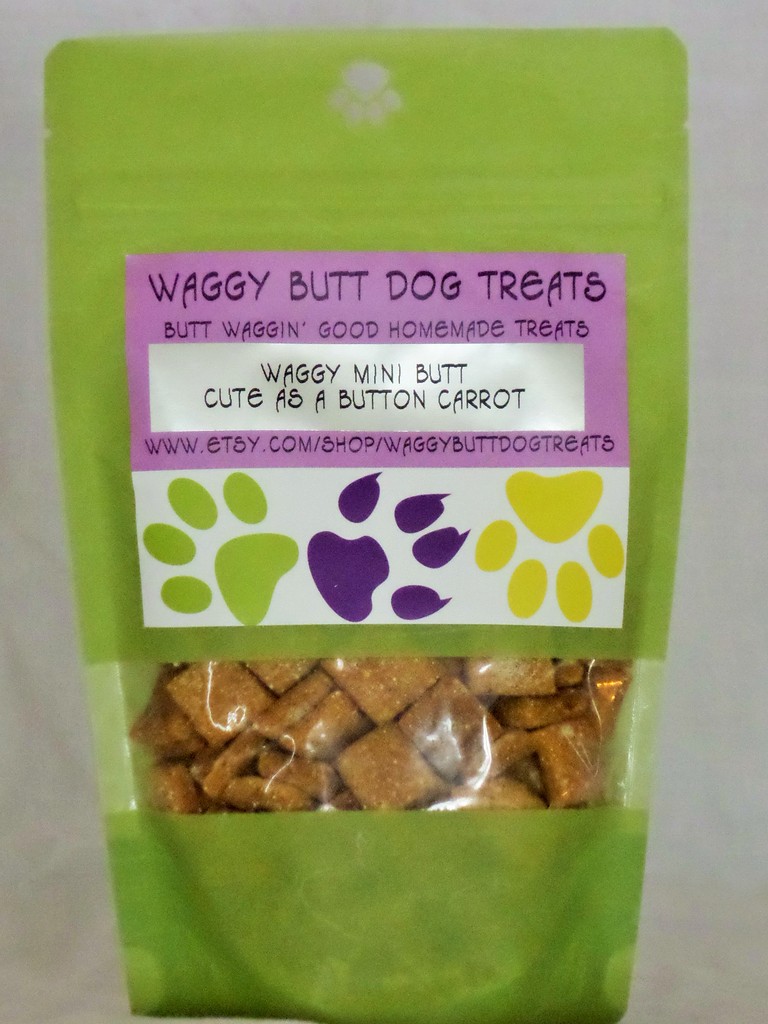 WAGGY BUTT DOG TREATS
BUTT WAGGIN' GOOD HOMEMADE TREATS
WAGGY MINI BUTT
CUTE AS A BUTTON CARROT
WWW.ETSY.COM/SHOP/WAGGYBUTTDOGTREATS